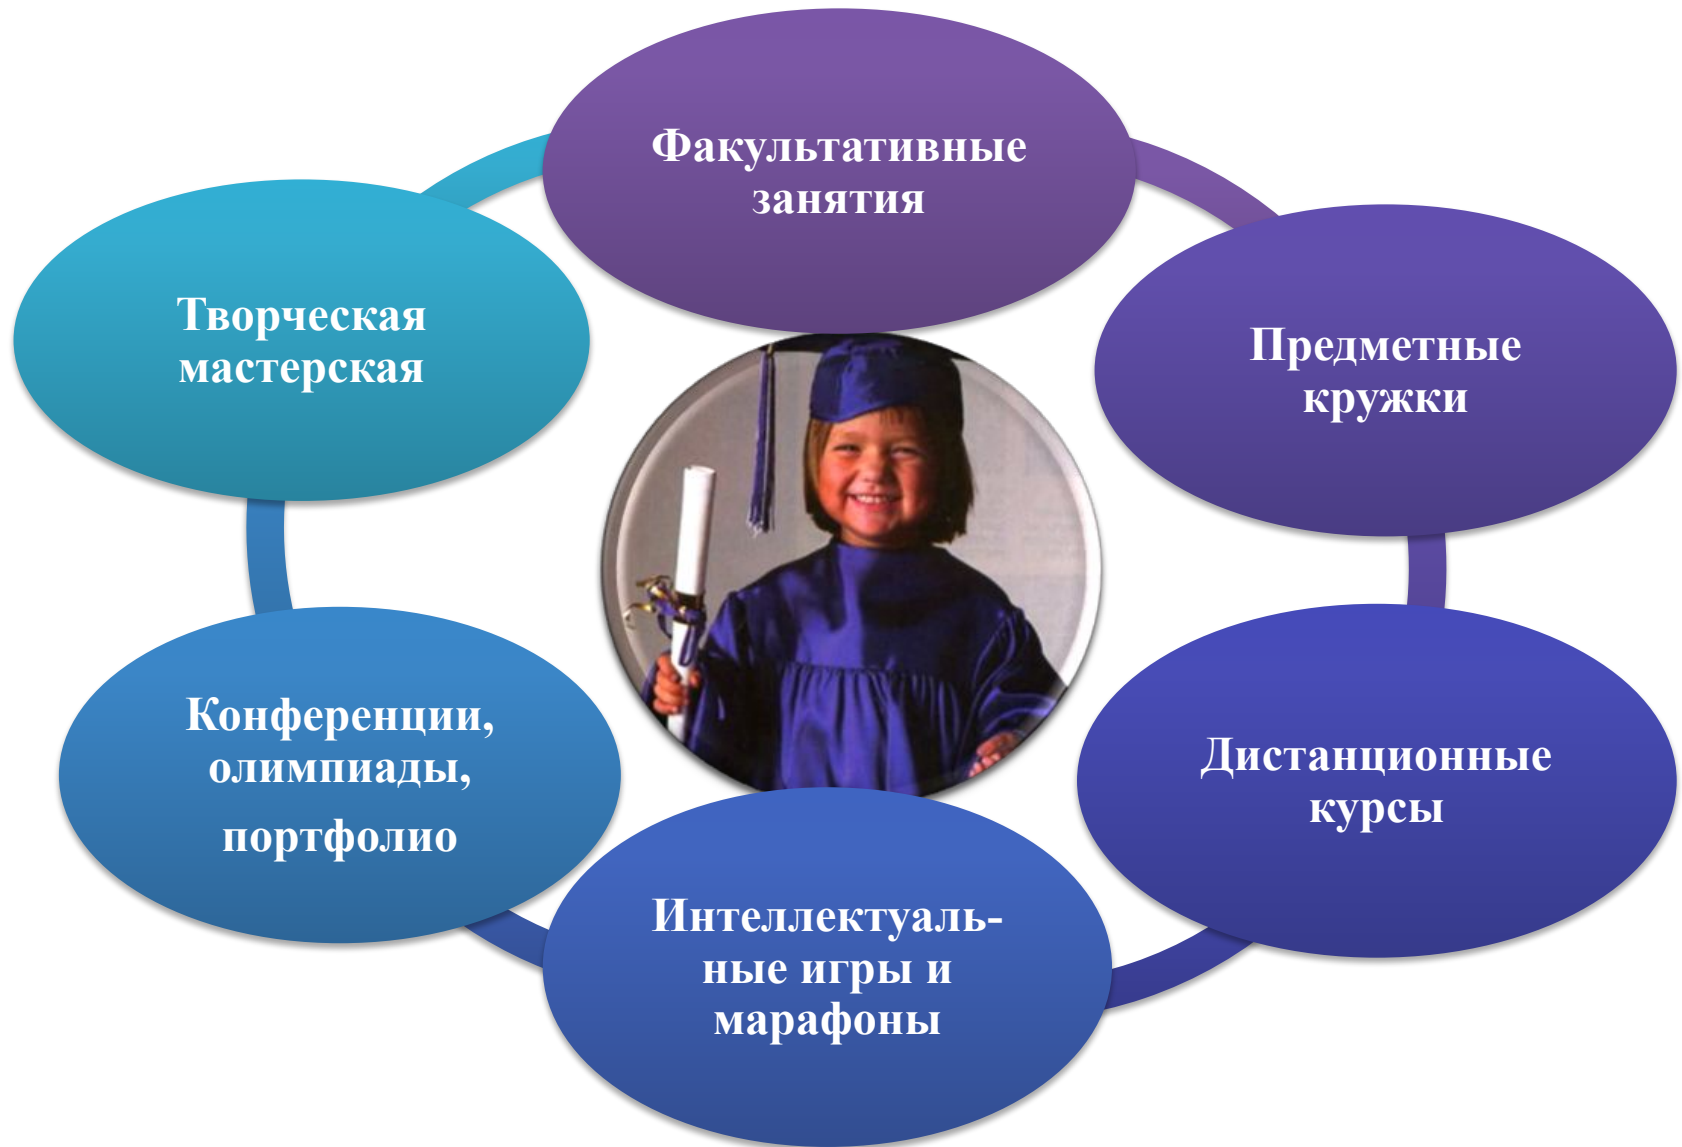 Факультативные
занятия
Предметные
кружки
Дистанционные
курсы
Интеллектуаль-
ные игры и
марафоны
Конференции,
олимпиады,
портфолио
Творческая
мастерская